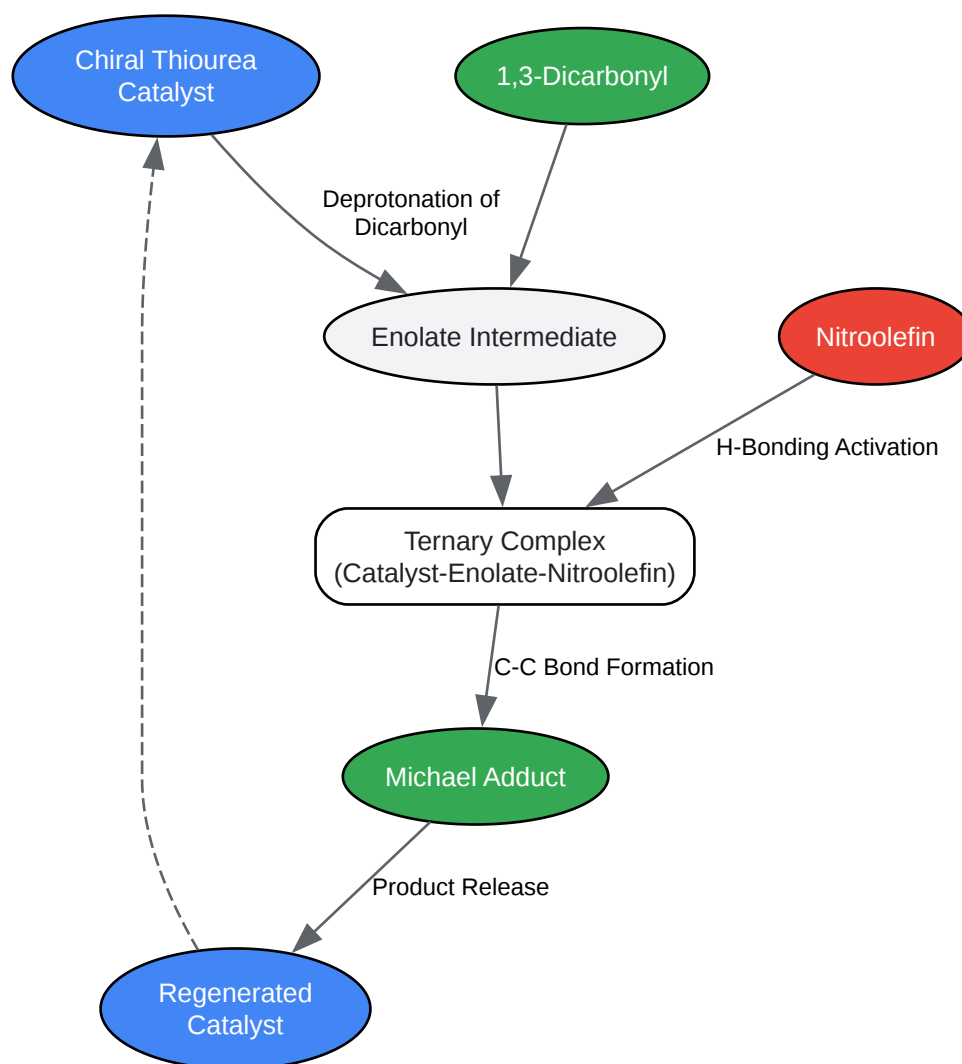 Chiral Thiourea
Catalyst
1,3-Dicarbonyl
Deprotonation of
Dicarbonyl
Enolate Intermediate
Nitroolefin
H-Bonding Activation
Ternary Complex
(Catalyst-Enolate-Nitroolefin)
C-C Bond Formation
Michael Adduct
Product Release
Regenerated
Catalyst